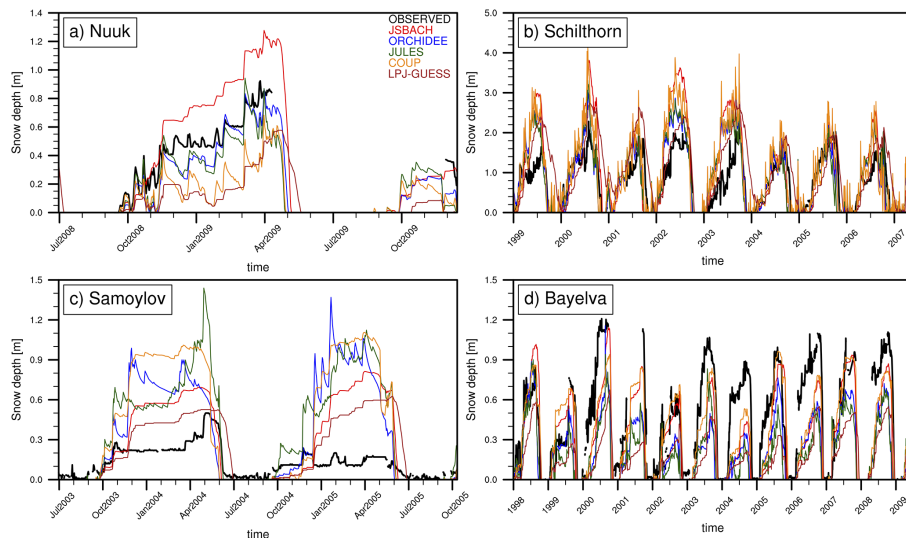 a) Nuuk
OBSERVED
JSBACH
ORCHIDEE
JULES
COUP
LPJ-GUESS
Snow depth [m]
1.4
1.2
1.0
0.8
0.6
0.4
0.2
0.0
Jul2008
Oct2008
Jan2009
Apr2009
Jul2009
Oct2009
time
b) Schilthorn
Snow depth [m]
5.0
4.0
3.0
2.0
1.0
0.0
1999
2000
2001
2002
2003
2004
2005
2006
2007
time
c) Samoylov
Snow depth [m]
1.5
1.2
0.9
0.6
0.3
0.0
Jul2003
Oct2003
Jan2004
Apr2004
Jul2004
Oct2004
Jan2005
Apr2005
Jul2005
Oct2005
time
d) Bayelva
Snow depth [m]
1.5
1.2
0.9
0.6
0.3
0.0
1998
1999
2000
2001
2002
2003
2004
2005
2006
2007
2008
2009
time